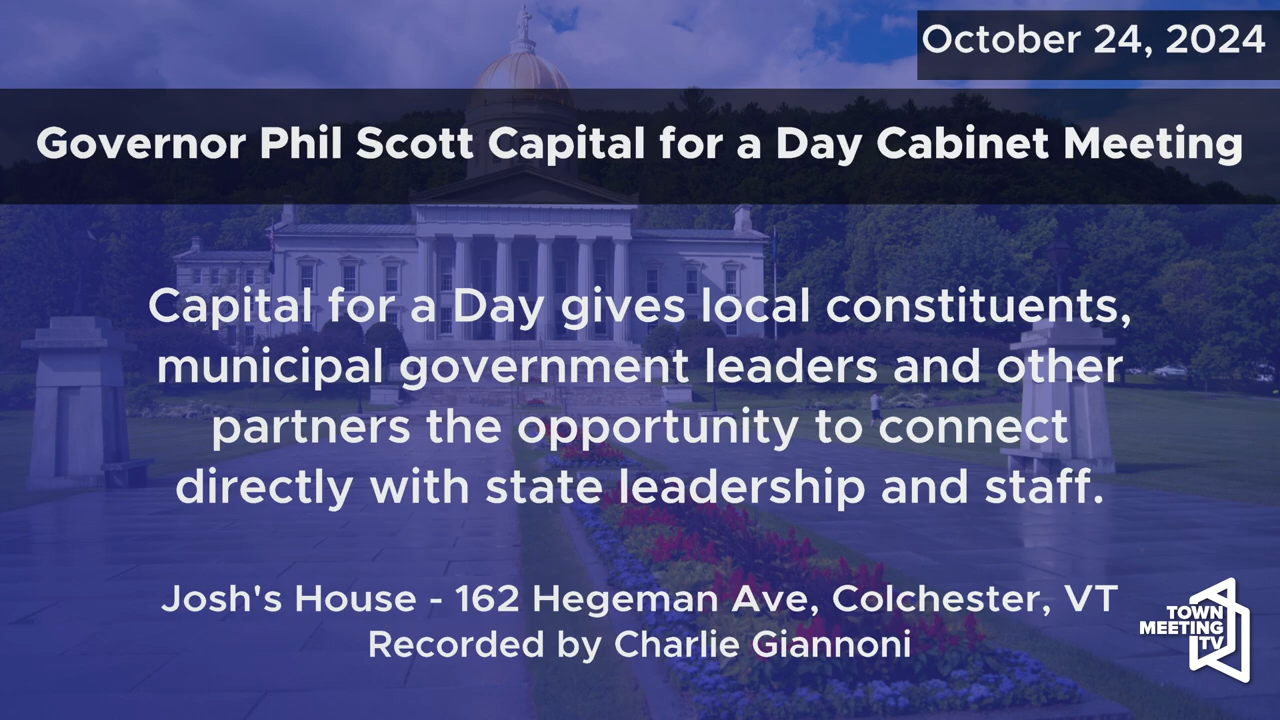 October 24, 2024
Governor Phil Scott Capital for a Day Cabinet Meeting
Capital for a Day gives local constituents,
municipal government leaders and other
partners the opportunity to connect
directly with state leadership and staff.
Josh's House - 162 Hegeman Ave, Colchester, VT
Recorded by Charlie Giannoni
TOWN
MEETING
TV